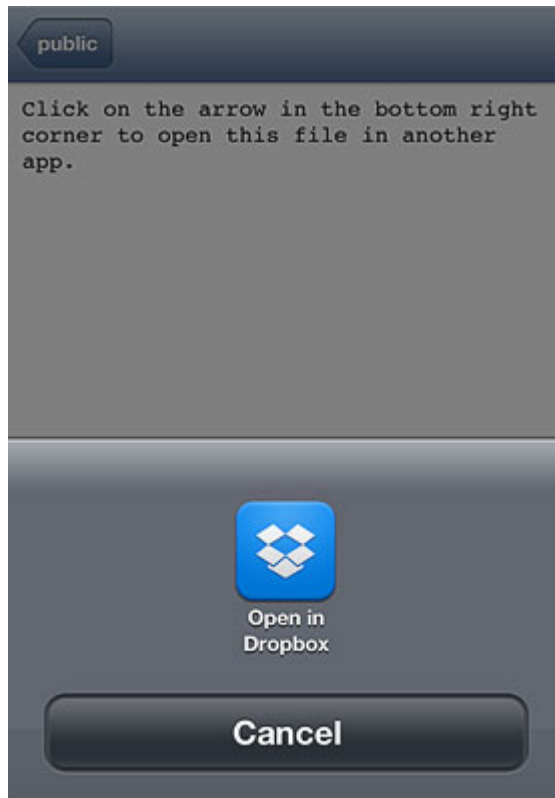 public
Click on the arrow in the bottom right
corner to open this file in another
app.
Open in
Dropbox
Cancel